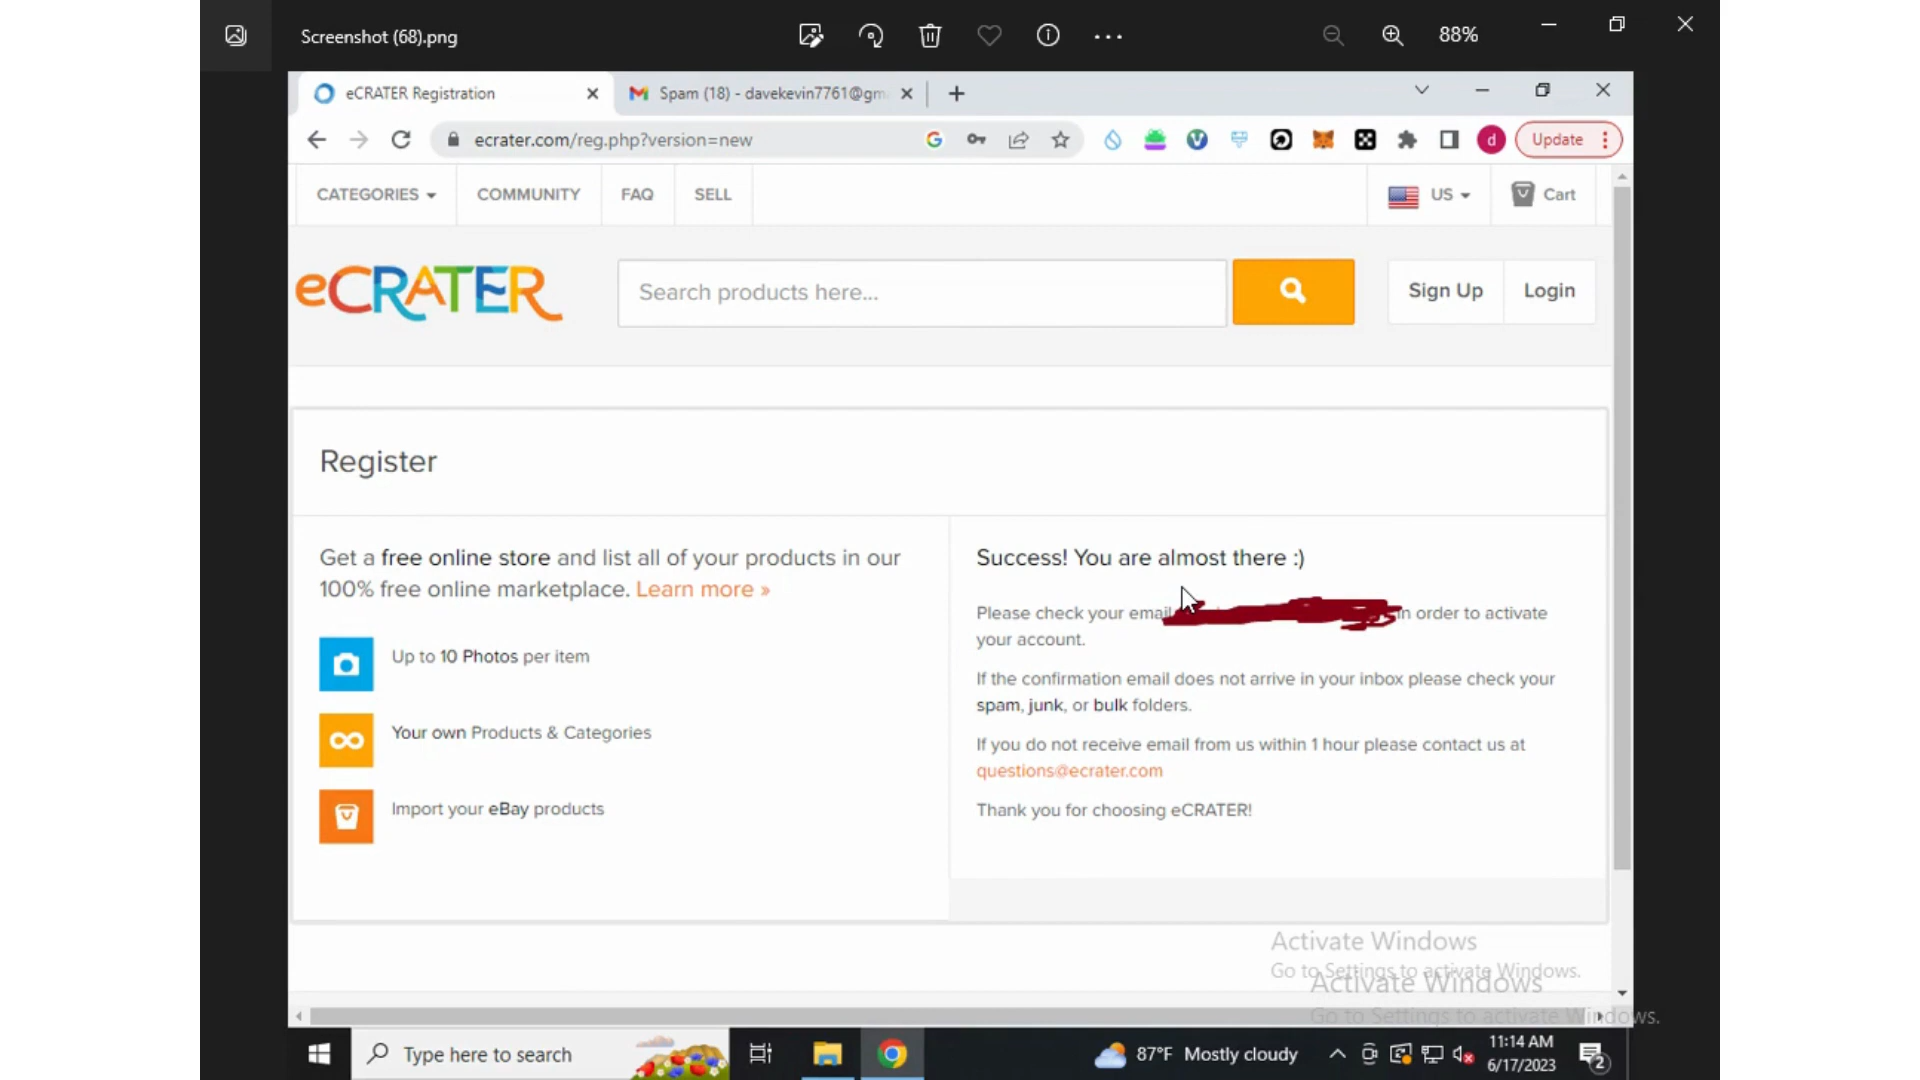 Screenshot (68).png
88%
eCRATER Registration
Spam (18) - davekevin7761@gm
ecrater.com/reg.php?version=new
d
Update
CATEGORIES
COMMUNITY
FAQ
SELL
US
Cart
eCRATER
Search products here...
Sign Up
Login
Register
Get a free online store and list all of your products in our
100% free online marketplace. Learn more »
Up to 10 Photos per item
Your own Products & Categories
Import your eBay products
Success! You are almost there :)
Please check your email in order to activate
your account.
If the confirmation email does not arrive in your inbox please check your
spam, junk, or bulk folders.
If you do not receive email from us within 1 hour please contact us at
questions@ecrater.com
Thank you for choosing eCRATER!
Activate Windows
Go to Settings to activate Windows.
Activate Windows
Go to Settings to activate Windows.
Type here to search
87°F Mostly cloudy
11:14 AM
6/17/2023
2